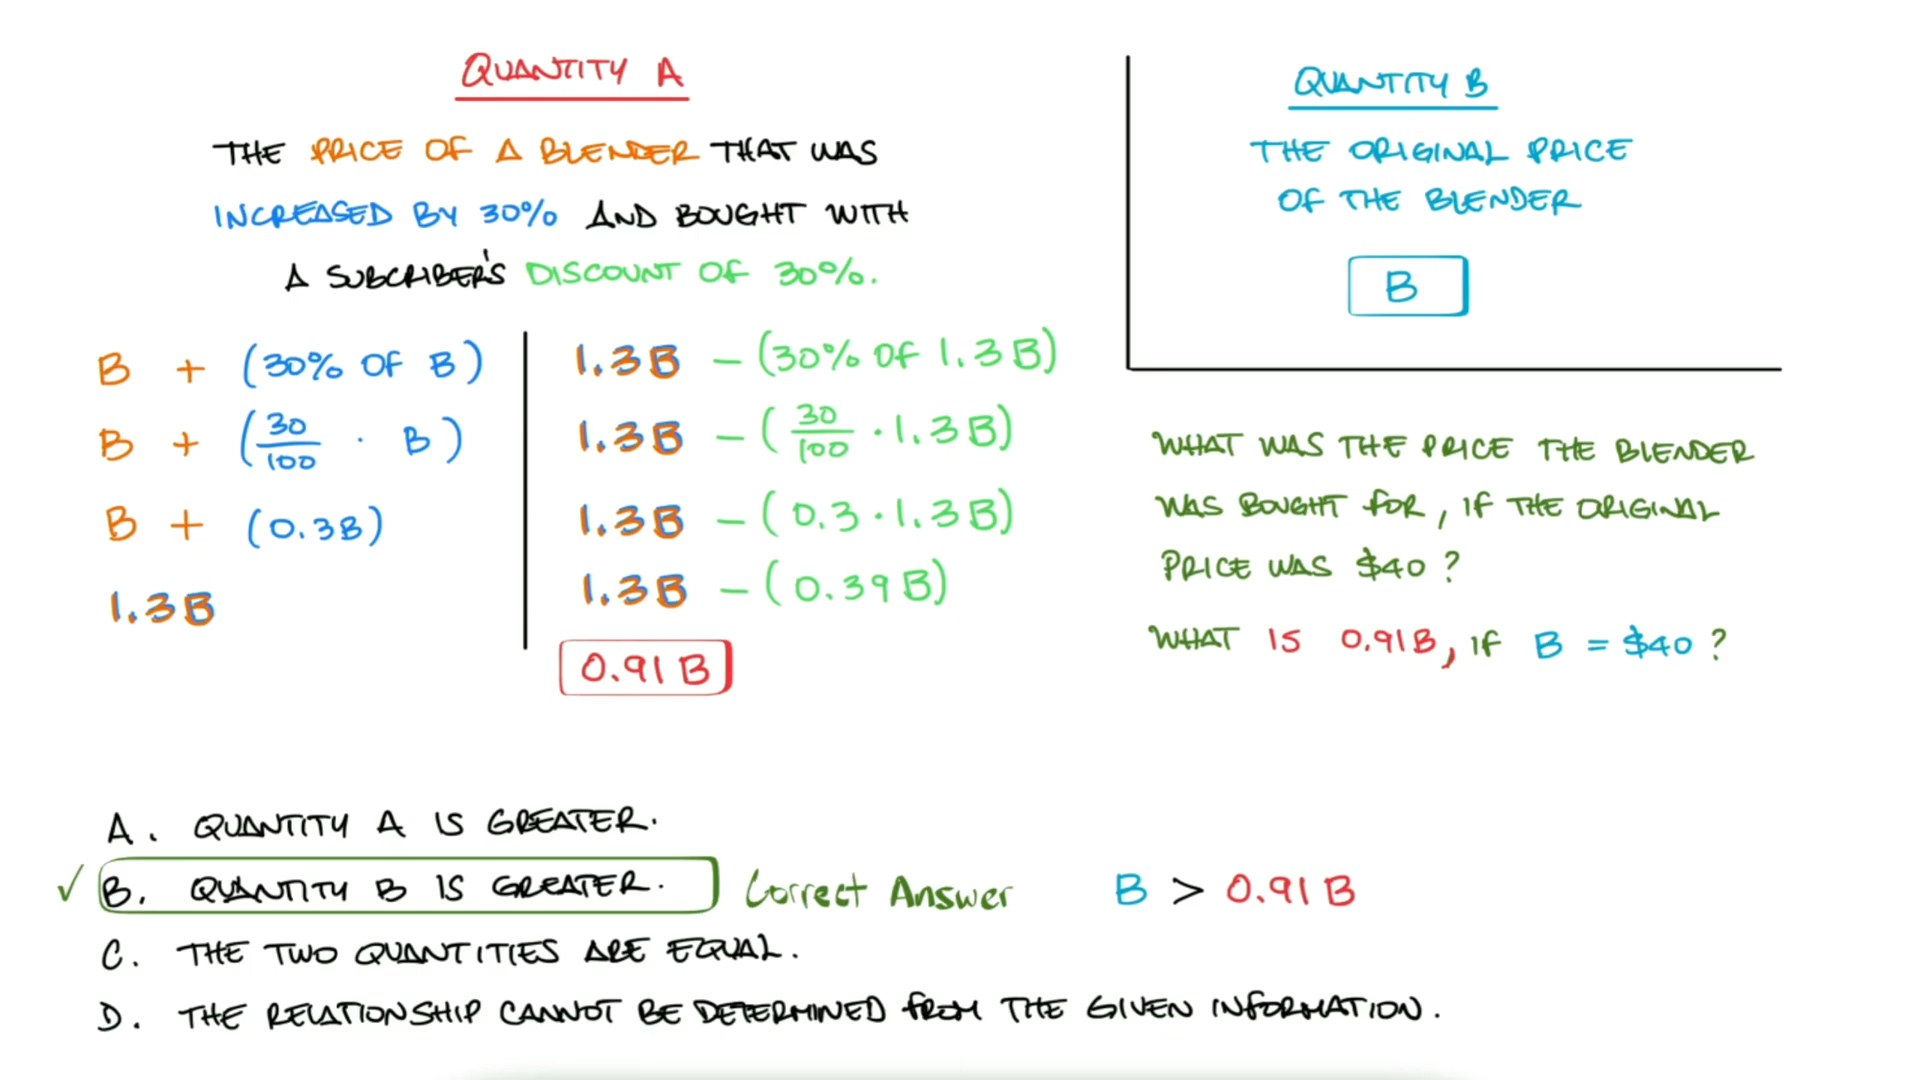 QUANTITY A
THE PRICE OF A BLENDER THAT WAS
INCREASED BY 30% AND BOUGHT WITH
A SUBCRIBER'S DISCOUNT OF 30%.
B + (30% OF B)
B + (30/100 · B)
B + (0.3B)
1.3B
1.3B − (30% OF 1.3B)
1.3B − (30/100 · 1.3B)
1.3B − (0.3 · 1.3B)
1.3B − (0.39B)
0.91B
QUANTITY B
THE ORIGINAL PRICE
OF THE BLENDER
B
WHAT WAS THE PRICE THE BLENDER
WAS BOUGHT FOR, IF THE ORIGINAL
PRICE WAS $40?
WHAT IS 0.91B, IF B = $40?
A. QUANTITY A IS GREATER.
✓ B. QUANTITY B IS GREATER. Correct Answer B > 0.91B
C. THE TWO QUANTITIES ARE EQUAL.
D. THE RELATIONSHIP CANNOT BE DETERMINED FROM THE GIVEN INFORMATION.